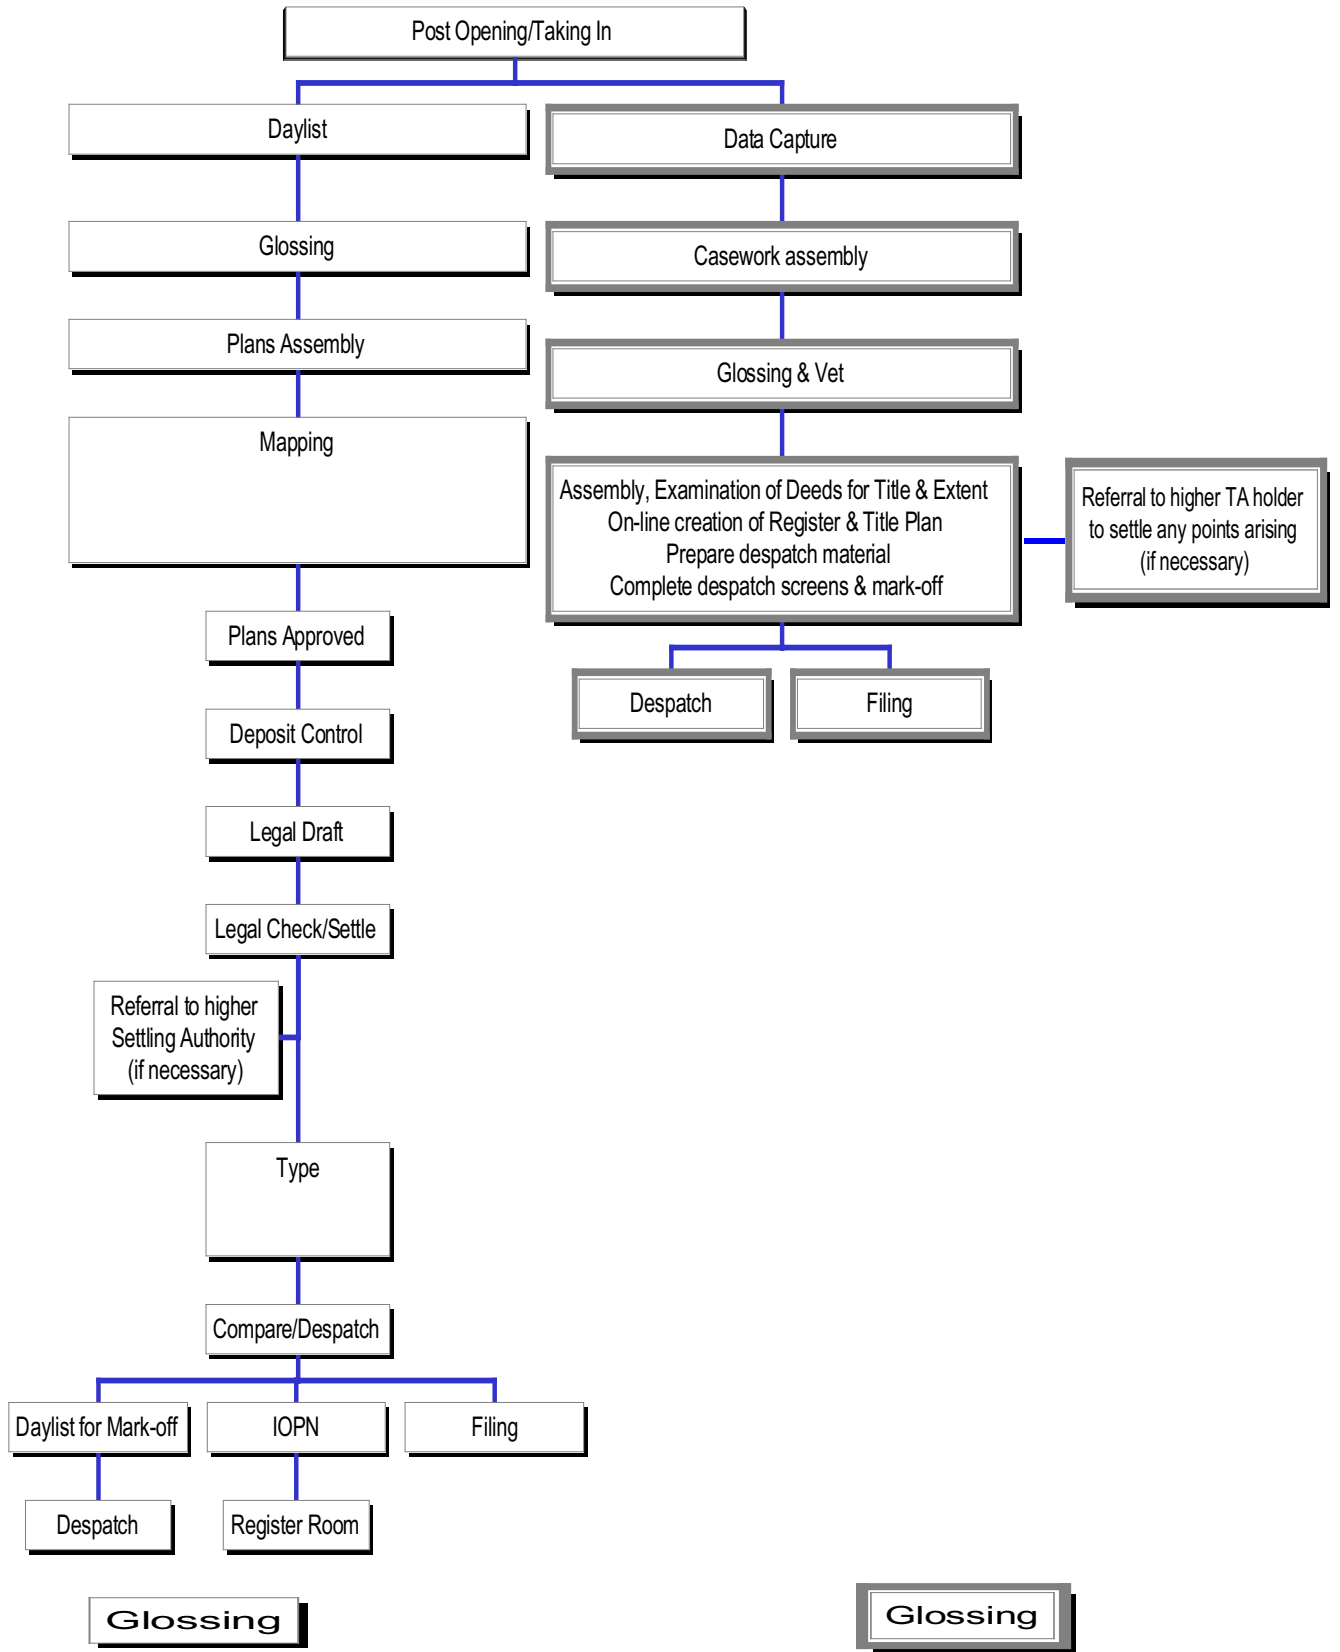 Post Opening/Taking In
Daylist
Glossing
Plans Assembly
Mapping
Plans Approved
Deposit Control
Legal Draft
Legal Check/Settle
Referral to higher
Settling Authority
(if necessary)
Type
Compare/Despatch
Daylist for Mark-off
IOPN
Filing
Despatch
Register Room
Glossing
Data Capture
Casework assembly
Glossing & Vet
Assembly, Examination of Deeds for Title & Extent
On-line creation of Register & Title Plan
Prepare despatch material
Complete despatch screens & mark-off
Referral to higher TA holder
to settle any points arising
(if necessary)
Despatch
Filing
Glossing